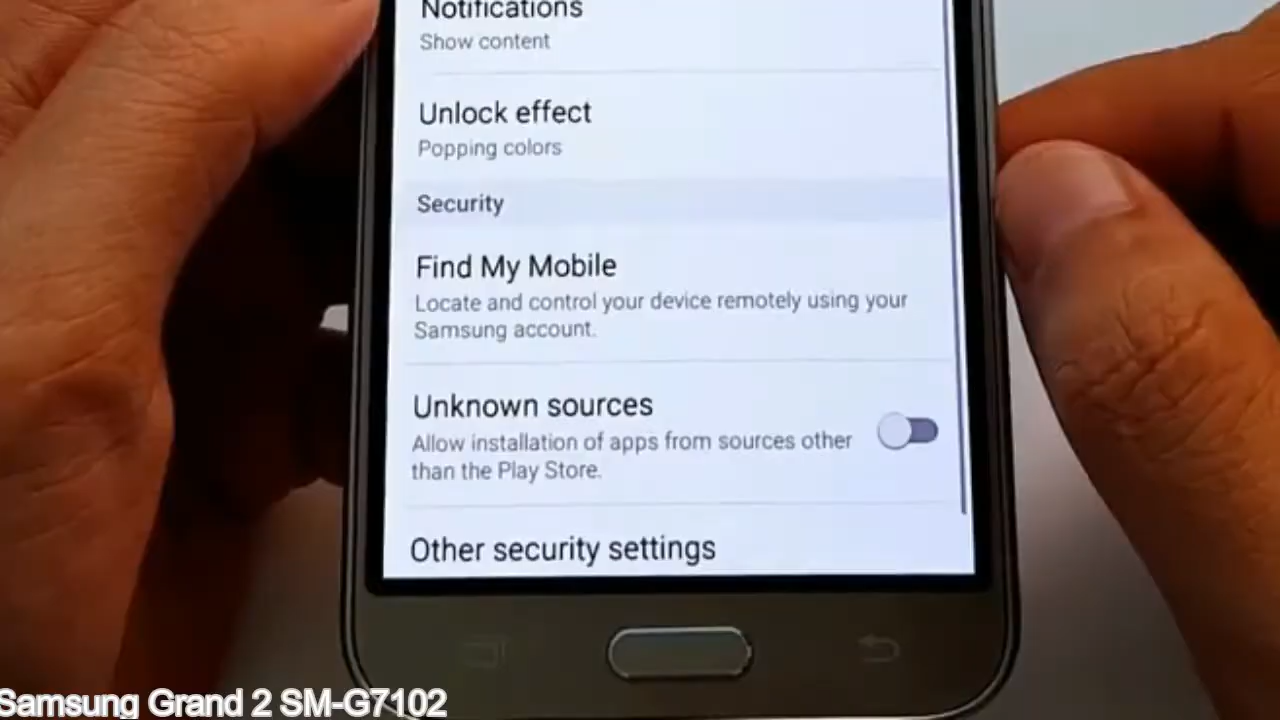 Notifications
Show content
Unlock effect
Popping colors
Security
Find My Mobile
Locate and control your device remotely using your
Samsung account.
Unknown sources
Allow installation of apps from sources other
than the Play Store.
Other security settings
Samsung Grand 2 SM-G7102